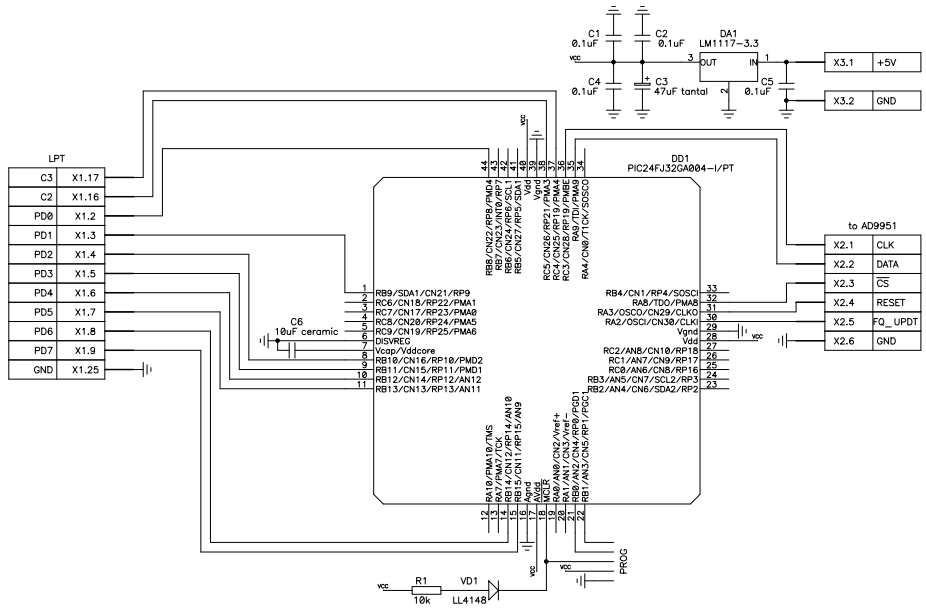 C1
0.1uF
C2
0.1uF
DA1
LM1117-3.3
VCC
3 OUT IN 1
2
X3.1 +5V
C4
0.1uF
C3
47uF tantal
+
C5
0.1uF
X3.2 GND
LPT
C3 X1.17
C2 X1.16
PD0 X1.2
PD1 X1.3
PD2 X1.4
PD3 X1.5
PD4 X1.6
PD5 X1.7
PD6 X1.8
PD7 X1.9
GND X1.25
VCC
DD1
PIC24FJ32GA004-I/PT
44 RB8/CN22/RP8/PMD4
43 RB7/CN23/INT0/RP7
42 RB6/CN24/RP6/SCL1
41 RB5/CN27/RP5/SDA1
40 Vdd
39 Vgnd
38 RC5/CN26/RP21/PMA3
37 RC4/CN25/RP19/PMA4
36 RC3/CN28/RP19/PMBE
35 RA9/TDI/PMA9
34 RA4/CN0/TICK/SOSCO
1 RB9/SDA1/CN21/RP9
2 RC6/CN18/RP22/PMA1
3 RC7/CN17/RP23/PMA0
4 RC8/CN20/RP24/PMA5
5 RC9/CN19/RP25/PMA6
6 DISVREG
7 Vcap/Vddcore
8 RB10/CN16/RP10/PMD2
9 RB11/CN15/RP11/PMD1
10 RB12/CN14/RP12/AN12
11 RB13/CN13/RP13/AN11
C6
10uF ceramic
RB4/CN1/RP4/SOSCI 33
RA8/TDO/PMA8 32
RA3/OSCO/CN29/CLKO 31
RA2/OSCI/CN30/CLKI 30
Vgnd 29
Vdd 28
VCC
RC2/AN8/CN10/RP18 27
RC1/AN7/CN9/RP17 26
RC0/AN6/CN8/RP16 25
RB3/AN5/CN7/SCL2/RP3 24
RB2/AN4/CN6/SDA2/RP2 23
to AD9951
X2.1 CLK
X2.2 DATA
X2.3 CS
X2.4 RESET
X2.5 FQ_UPDT
X2.6 GND
12 RA10/PMA10/TMS
13 RA7/PMA7/TCK
14 RB14/CN12/RP14/AN10
15 RB15/CN11/RP15/AN9
16 Agnd
17 AVdd
18 MCLR
19 RA0/AN0/CN2/Vref+
20 RA1/AN1/CN3/Vref-
21 RB0/AN2/CN4/RP0/PGD1
22 RB1/AN3/CN5/RP1/PGC1
VCC
VCC
PROG
VCC
R1
10k
VD1
LL4148